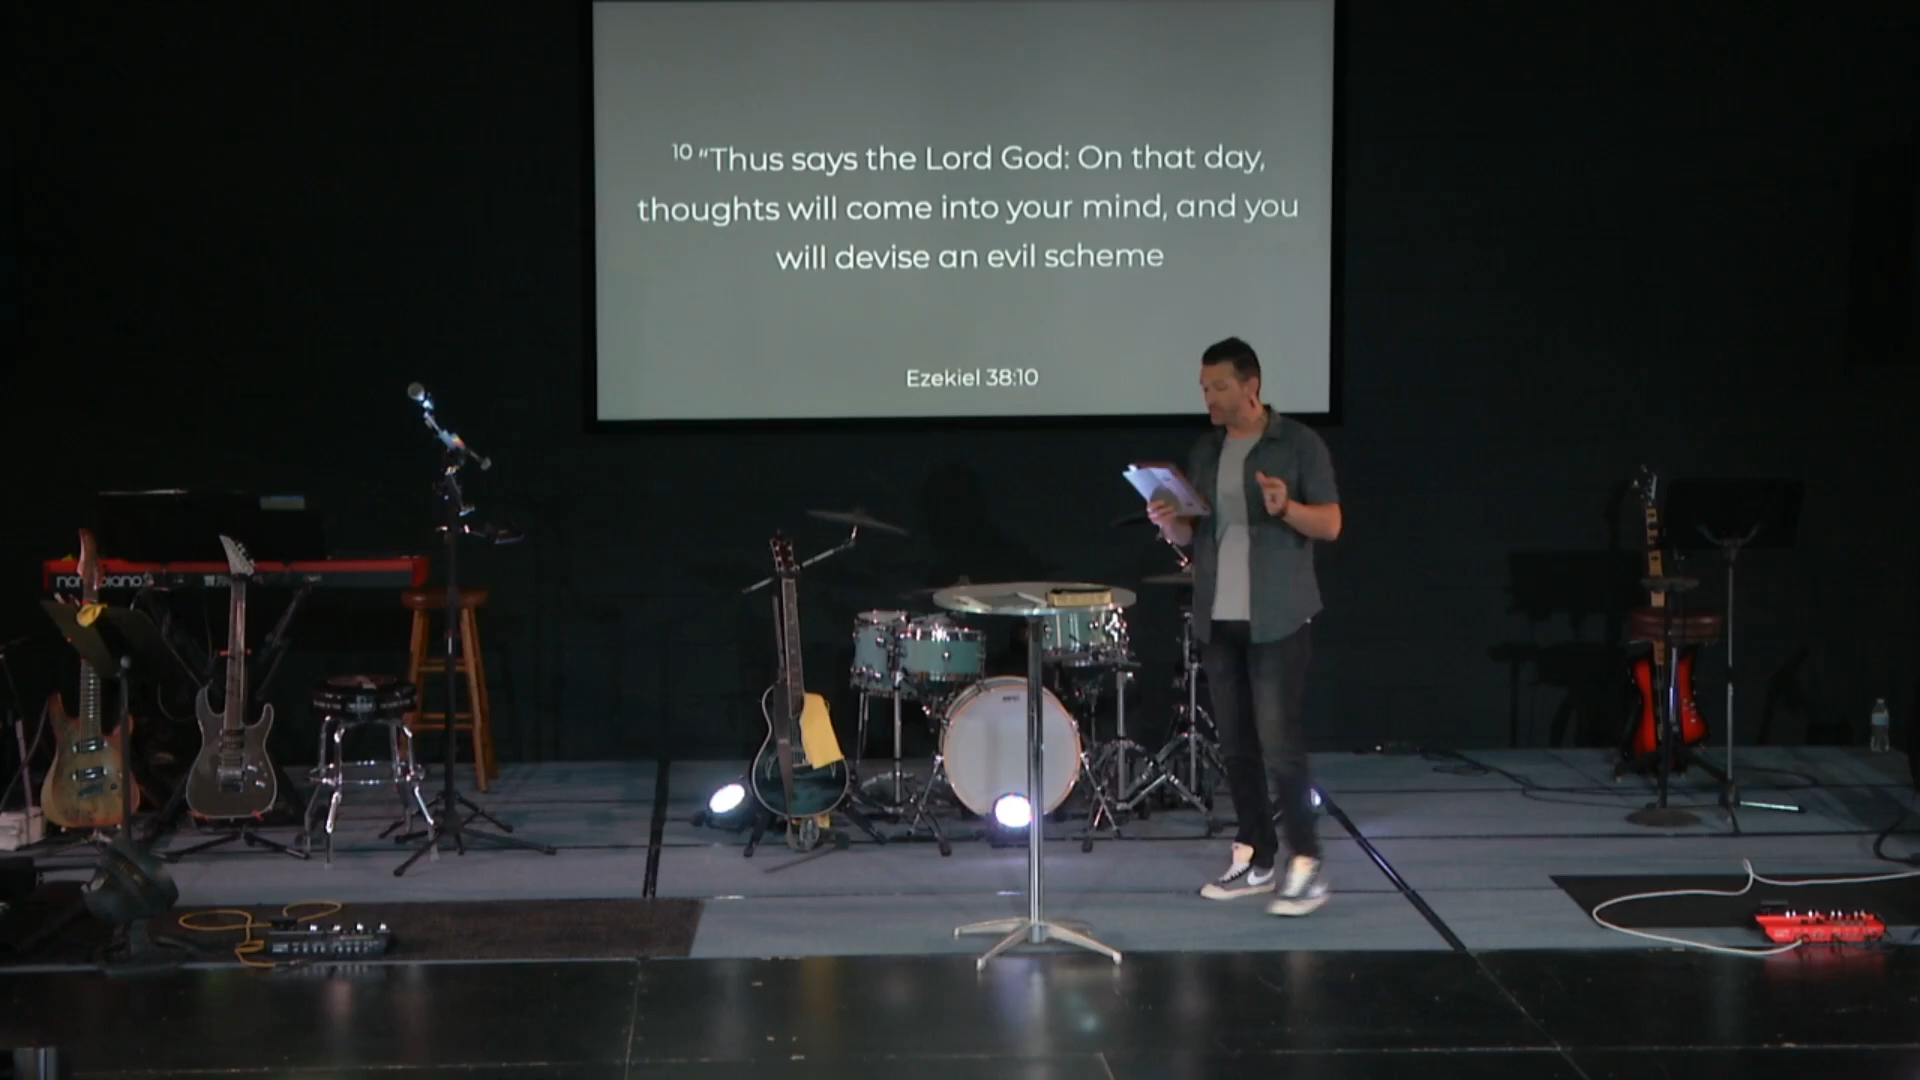 10 "Thus says the Lord God: On that day,
thoughts will come into your mind, and you
will devise an evil scheme
Ezekiel 38:10